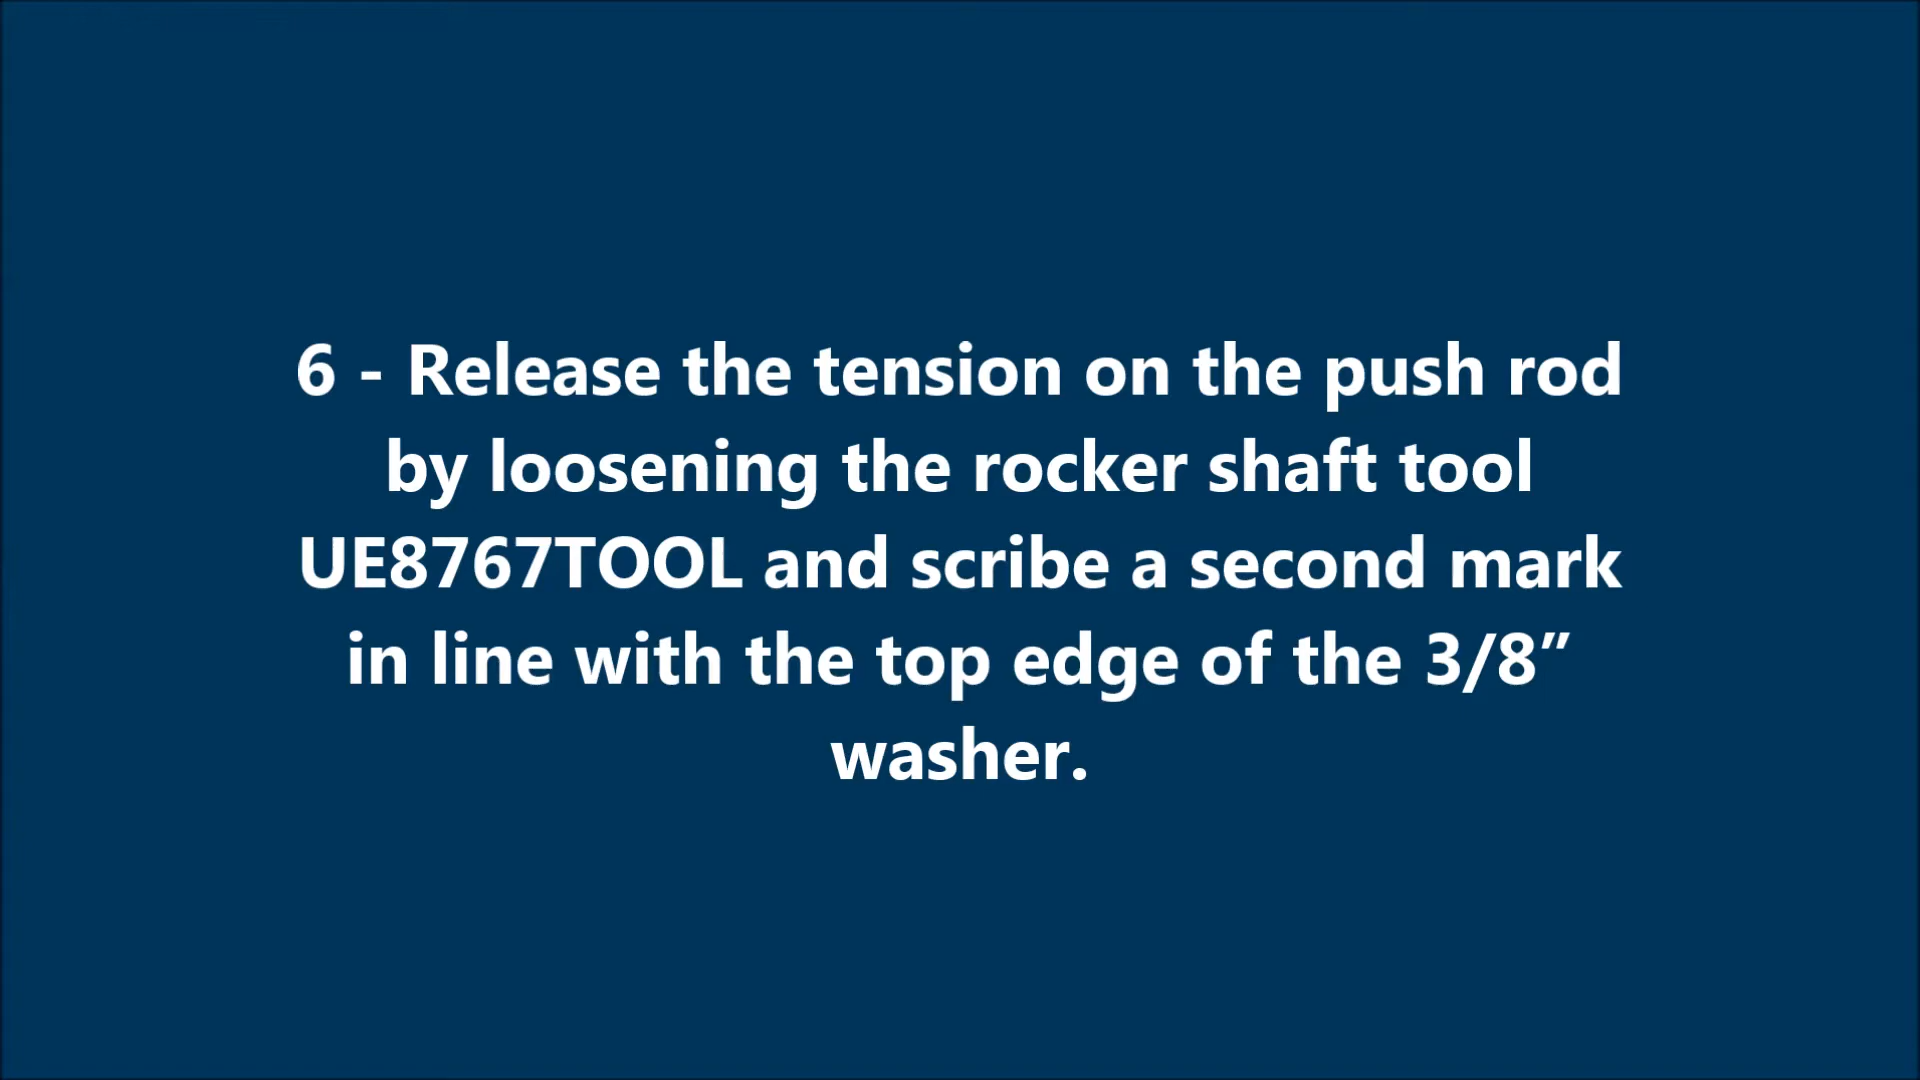 6 - Release the tension on the push rod
by loosening the rocker shaft tool
UE8767TOOL and scribe a second mark
in line with the top edge of the 3/8”
washer.